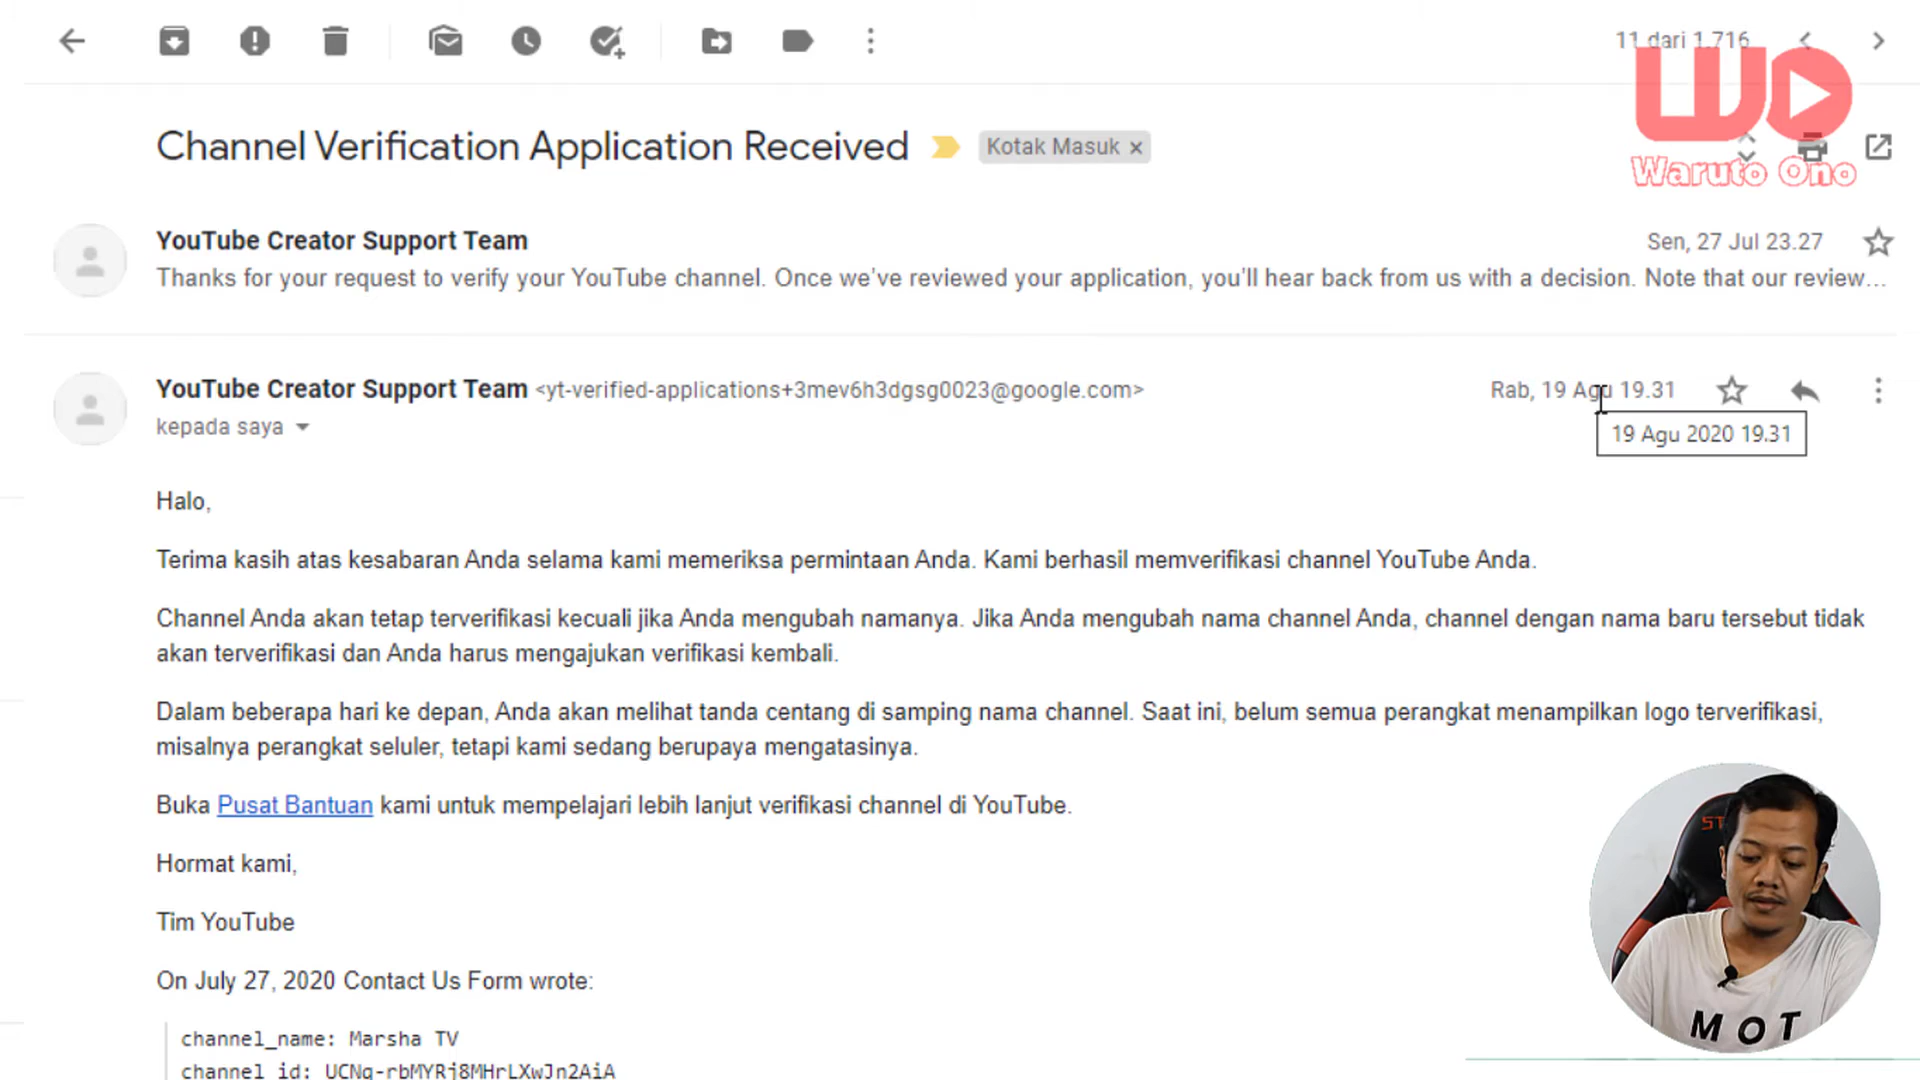 11 dari 1.716
Waruto Ono
Channel Verification Application Received
Kotak Masuk ×
YouTube Creator Support Team
Sen, 27 Jul 23.27
Thanks for your request to verify your YouTube channel. Once we've reviewed your application, you'll hear back from us with a decision. Note that our review…
YouTube Creator Support Team <yt-verified-applications+3mev6h3dgsg0023@google.com>
Rab, 19 Agu 19.31
kepada saya
19 Agu 2020 19.31
Halo,
Terima kasih atas kesabaran Anda selama kami memeriksa permintaan Anda. Kami berhasil memverifikasi channel YouTube Anda.
Channel Anda akan tetap terverifikasi kecuali jika Anda mengubah namanya. Jika Anda mengubah nama channel Anda, channel dengan nama baru tersebut tidak
akan terverifikasi dan Anda harus mengajukan verifikasi kembali.
Dalam beberapa hari ke depan, Anda akan melihat tanda centang di samping nama channel. Saat ini, belum semua perangkat menampilkan logo terverifikasi,
misalnya perangkat seluler, tetapi kami sedang berupaya mengatasinya.
Buka Pusat Bantuan kami untuk mempelajari lebih lanjut verifikasi channel di YouTube.
Hormat kami,
Tim YouTube
On July 27, 2020 Contact Us Form wrote:
channel_name: Marsha TV
channel_id: UCNg-rbMYRj8MHrLXwJn2AiA
ST
MOT